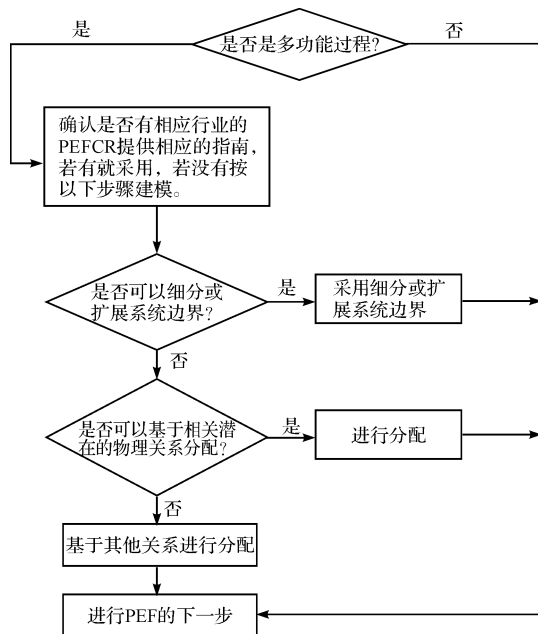 是否是多功能过程?
是
否
确认是否有相应行业的
PEFCR提供相应的指南,
若有就采用，若没有按
以下步骤建模。
是否可以细分或
扩展系统边界?
是
采用细分或扩
展系统边界
否
是否可以基于相关潜
在的物理关系分配?
是
进行分配
否
基于其他关系进行分配
进行PEF的下一步